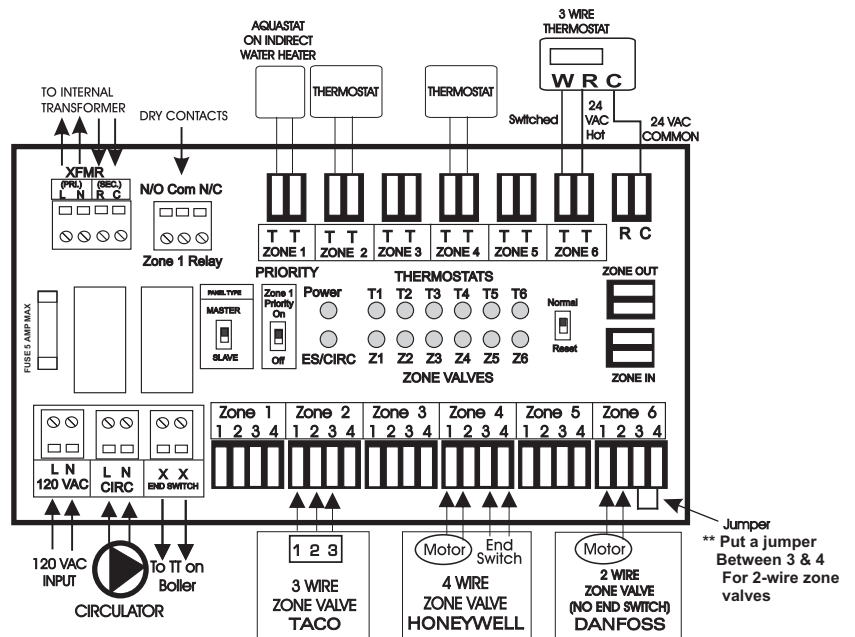 AQUASTAT
ON INDIRECT
WATER HEATER
3 WIRE
THERMOSTAT
THERMOSTAT
THERMOSTAT
W R C
TO INTERNAL
TRANSFORMER
DRY CONTACTS
Switched
24
VAC
Hot
24 VAC
COMMON
XFMR
(PRI.) (SEC.)
L N R C
N/O Com N/C
Zone 1 Relay
T T T T T T T T T T T T
ZONE 1 ZONE 2 ZONE 3 ZONE 4 ZONE 5 ZONE 6
R C
PRIORITY
THERMOSTATS
ZONE OUT
PANEL TYPE
MASTER
SLAVE
Zone 1
Priority
On
Off
Power
T1 T2 T3 T4 T5 T6
Normal
Reset
ES/CIRC
Z1 Z2 Z3 Z4 Z5 Z6
ZONE VALVES
ZONE IN
FUSE 5 AMP MAX
Zone 1 Zone 2 Zone 3 Zone 4 Zone 5 Zone 6
1 2 3 4 1 2 3 4 1 2 3 4 1 2 3 4 1 2 3 4 1 2 3 4
L N
120 VAC
L N
CIRC
X X
END SWITCH
120 VAC
INPUT
CIRCULATOR
To TT on
Boiler
1 2 3
3 WIRE
ZONE VALVE
TACO
Motor
End
Switch
4 WIRE
ZONE VALVE
HONEYWELL
Motor
2 WIRE
ZONE VALVE
(NO END SWITCH)
DANFOSS
Jumper
** Put a jumper
Between 3 & 4
For 2-wire zone
valves